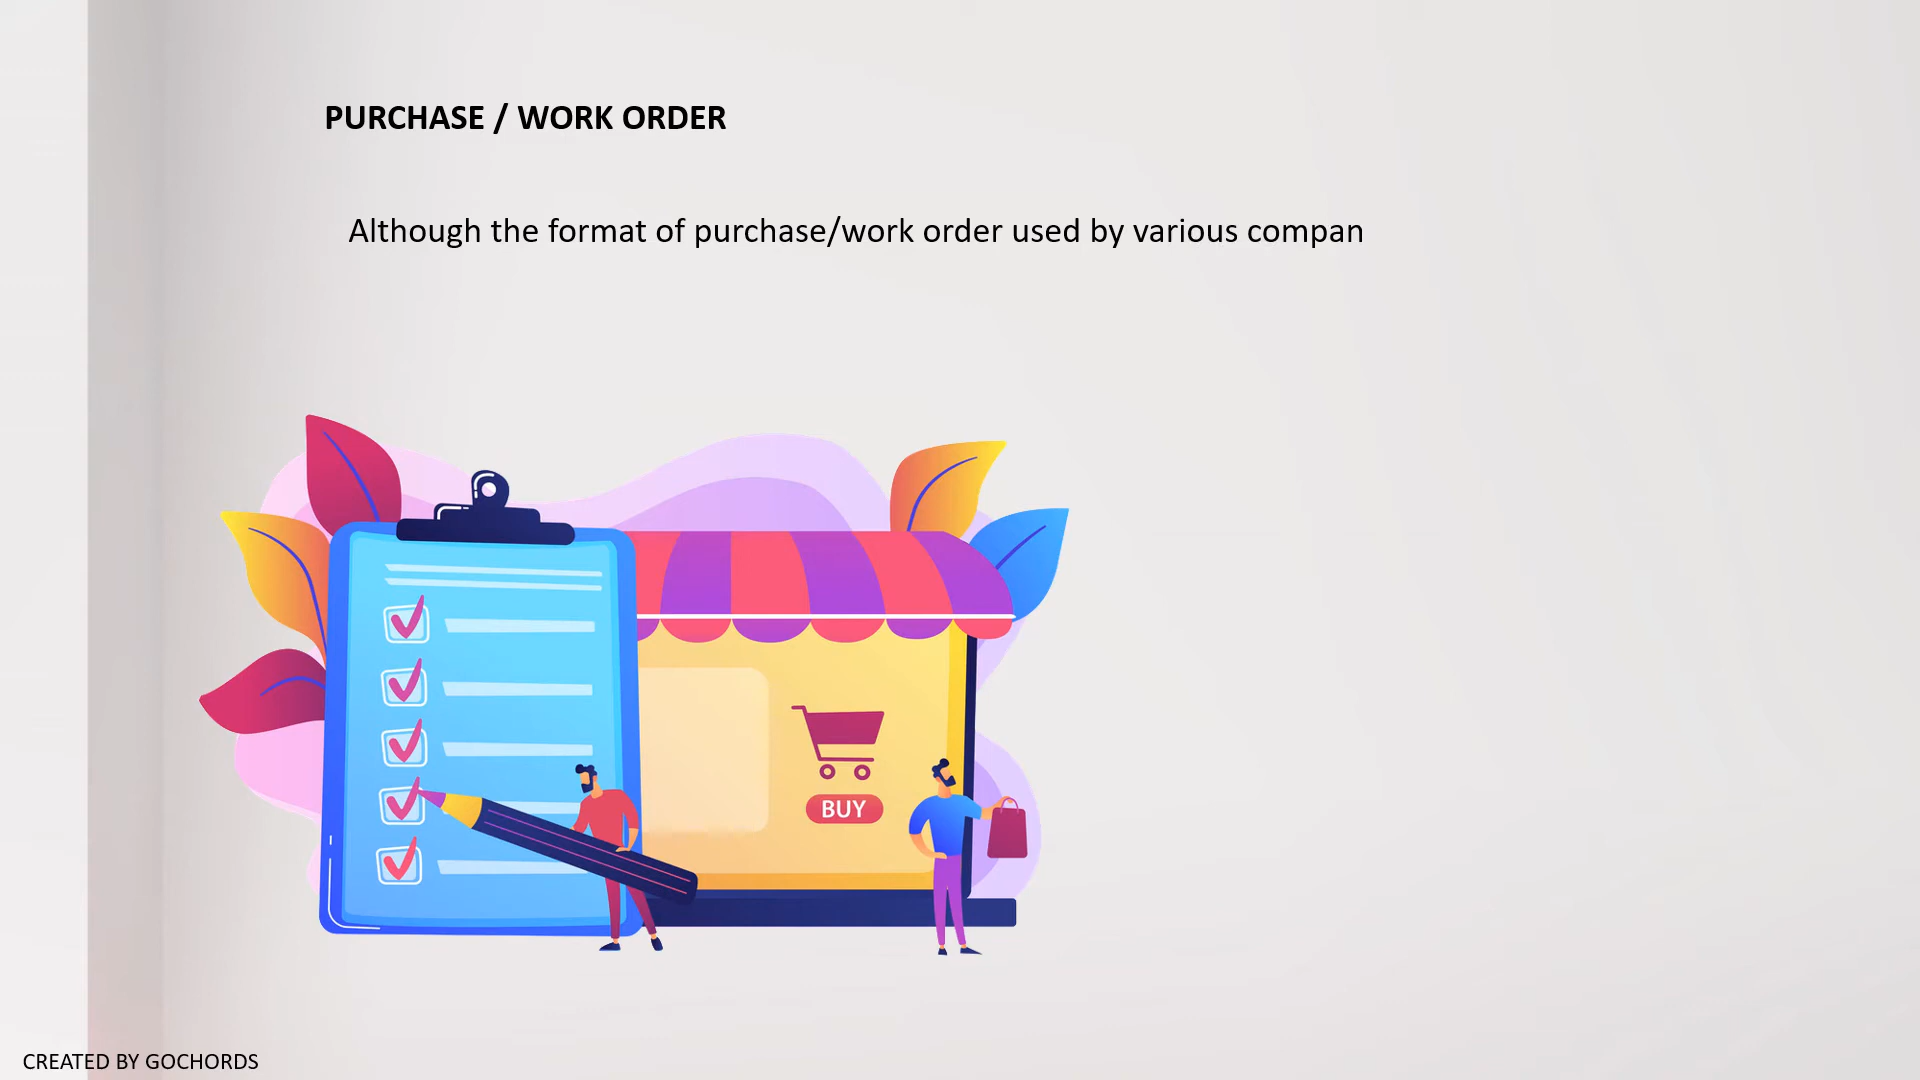 PURCHASE / WORK ORDER
Although the format of purchase/work order used by various compan
BUY
CREATED BY GOCHORDS